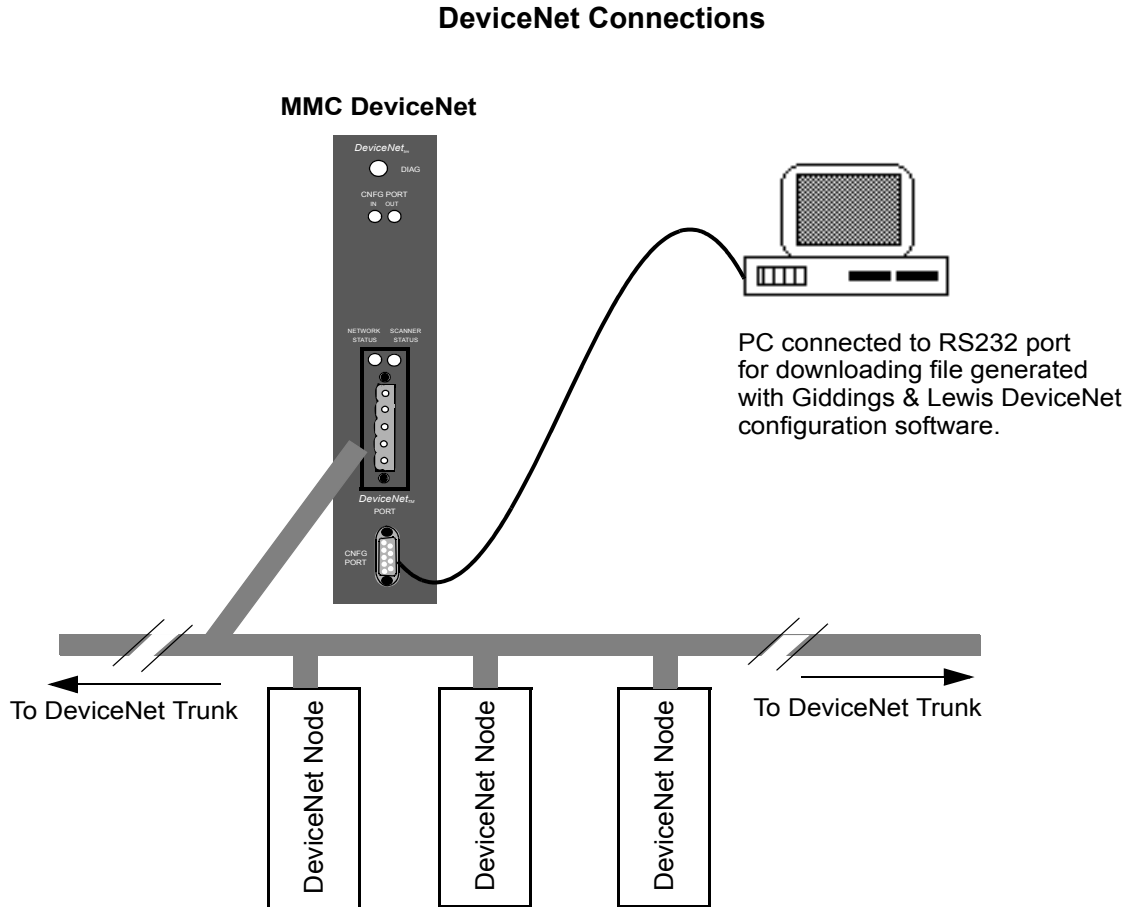 DeviceNet Connections
MMC DeviceNet
DeviceNet™
DIAG
CNFG PORT
IN OUT
NETWORK STATUS
SCANNER STATUS
DeviceNet™
PORT
CNFG
PORT
PC connected to RS232 port
for downloading file generated
with Giddings & Lewis DeviceNet
configuration software.
To DeviceNet Trunk
To DeviceNet Trunk
DeviceNet Node
DeviceNet Node
DeviceNet Node